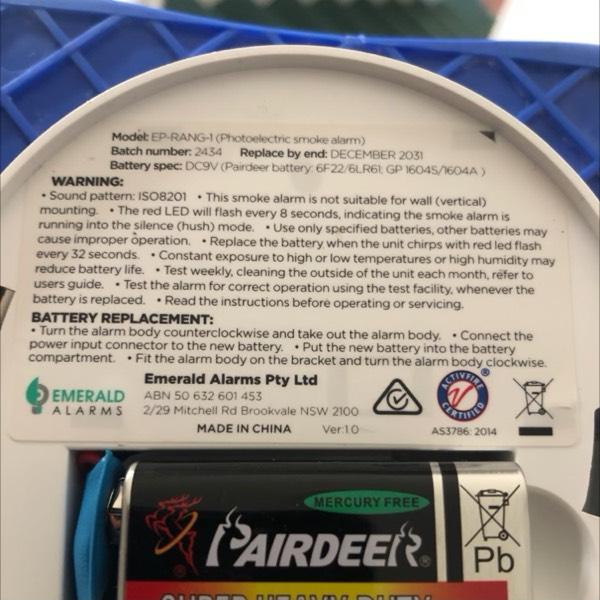 Model: EP-RANG-1 (Photoelectric smoke alarm)
Batch number: 2434 Replace by end: DECEMBER 2031
Battery spec: DC9V (Pairdeer battery: 6F22/6LR61; GP 1604S/1604A )
WARNING:
• Sound pattern: ISO8201 • This smoke alarm is not suitable for wall (vertical)
mounting. • The red LED will flash every 8 seconds, indicating the smoke alarm is
running into the silence (hush) mode. • Use only specified batteries, other batteries may
cause improper operation. • Replace the battery when the unit chirps with red led flash
every 32 seconds. • Constant exposure to high or low temperatures or high humidity may
reduce battery life. • Test weekly, cleaning the outside of the unit each month, refer to
users guide. • Test the alarm for correct operation using the test facility, whenever the
battery is replaced. • Read the instructions before operating or servicing.
BATTERY REPLACEMENT:
• Turn the alarm body counterclockwise and take out the alarm body. • Connect the
power input connector to the new battery. • Put the new battery into the battery
compartment. • Fit the alarm body on the bracket and turn the alarm body clockwise.
EMERALD
ALARMS
Emerald Alarms Pty Ltd
ABN 50 632 601 453
2/29 Mitchell Rd Brookvale NSW 2100
MADE IN CHINA Ver:1.0
ACTIVFIRE
CERTIFIED
®
AS3786: 2014
MERCURY FREE
PAIRDEER®
Pb
SUPER HEAVY DUTY